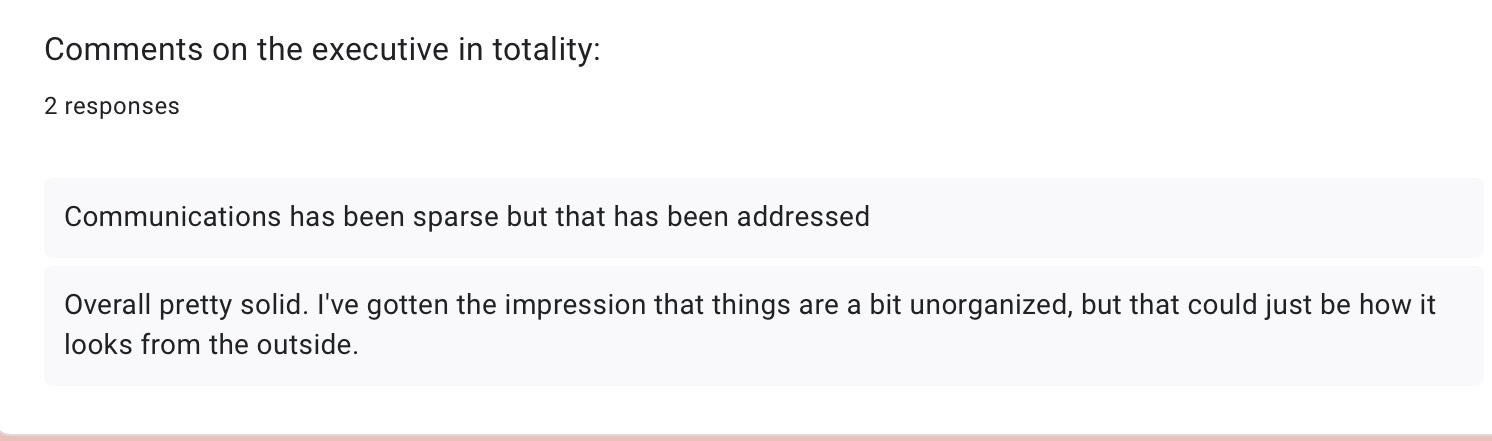 Comments on the executive in totality:
2 responses
Communications has been sparse but that has been addressed
Overall pretty solid. I've gotten the impression that things are a bit unorganized, but that could just be how it
looks from the outside.